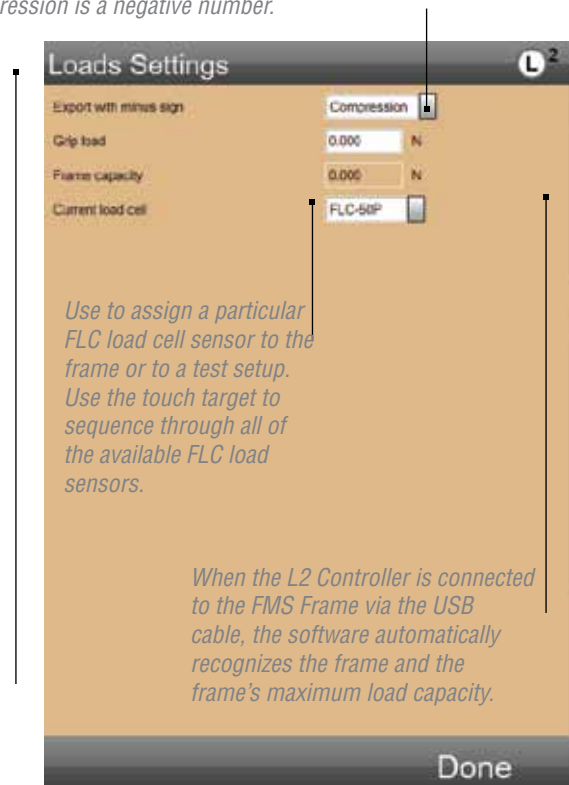 ression is a negative number.
Loads Settings L2
Export with minus sign Compression
Grip load 0.000 N
Frame capacity 0.000 N
Current load cell FLC-50P
Use to assign a particular
FLC load cell sensor to the
frame or to a test setup.
Use the touch target to
sequence through all of
the available FLC load
sensors.
When the L2 Controller is connected
to the FMS Frame via the USB
cable, the software automatically
recognizes the frame and the
frame's maximum load capacity.
Done